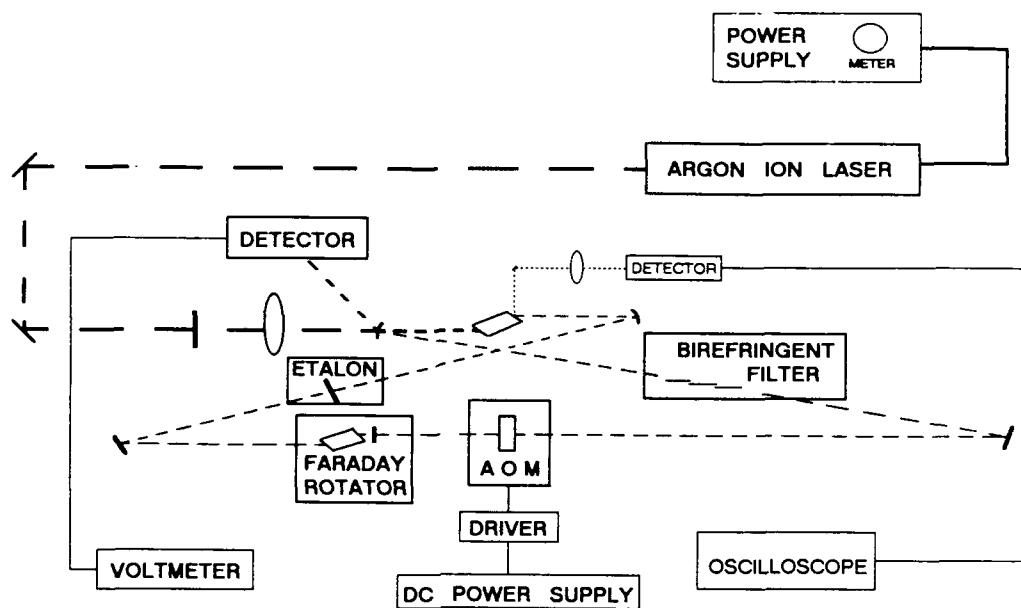 POWER
SUPPLY
METER
ARGON ION LASER
DETECTOR
DETECTOR
BIREFRINGENT
FILTER
ETALON
FARADAY
ROTATOR
A O M
DRIVER
VOLTMETER
OSCILLOSCOPE
DC POWER SUPPLY